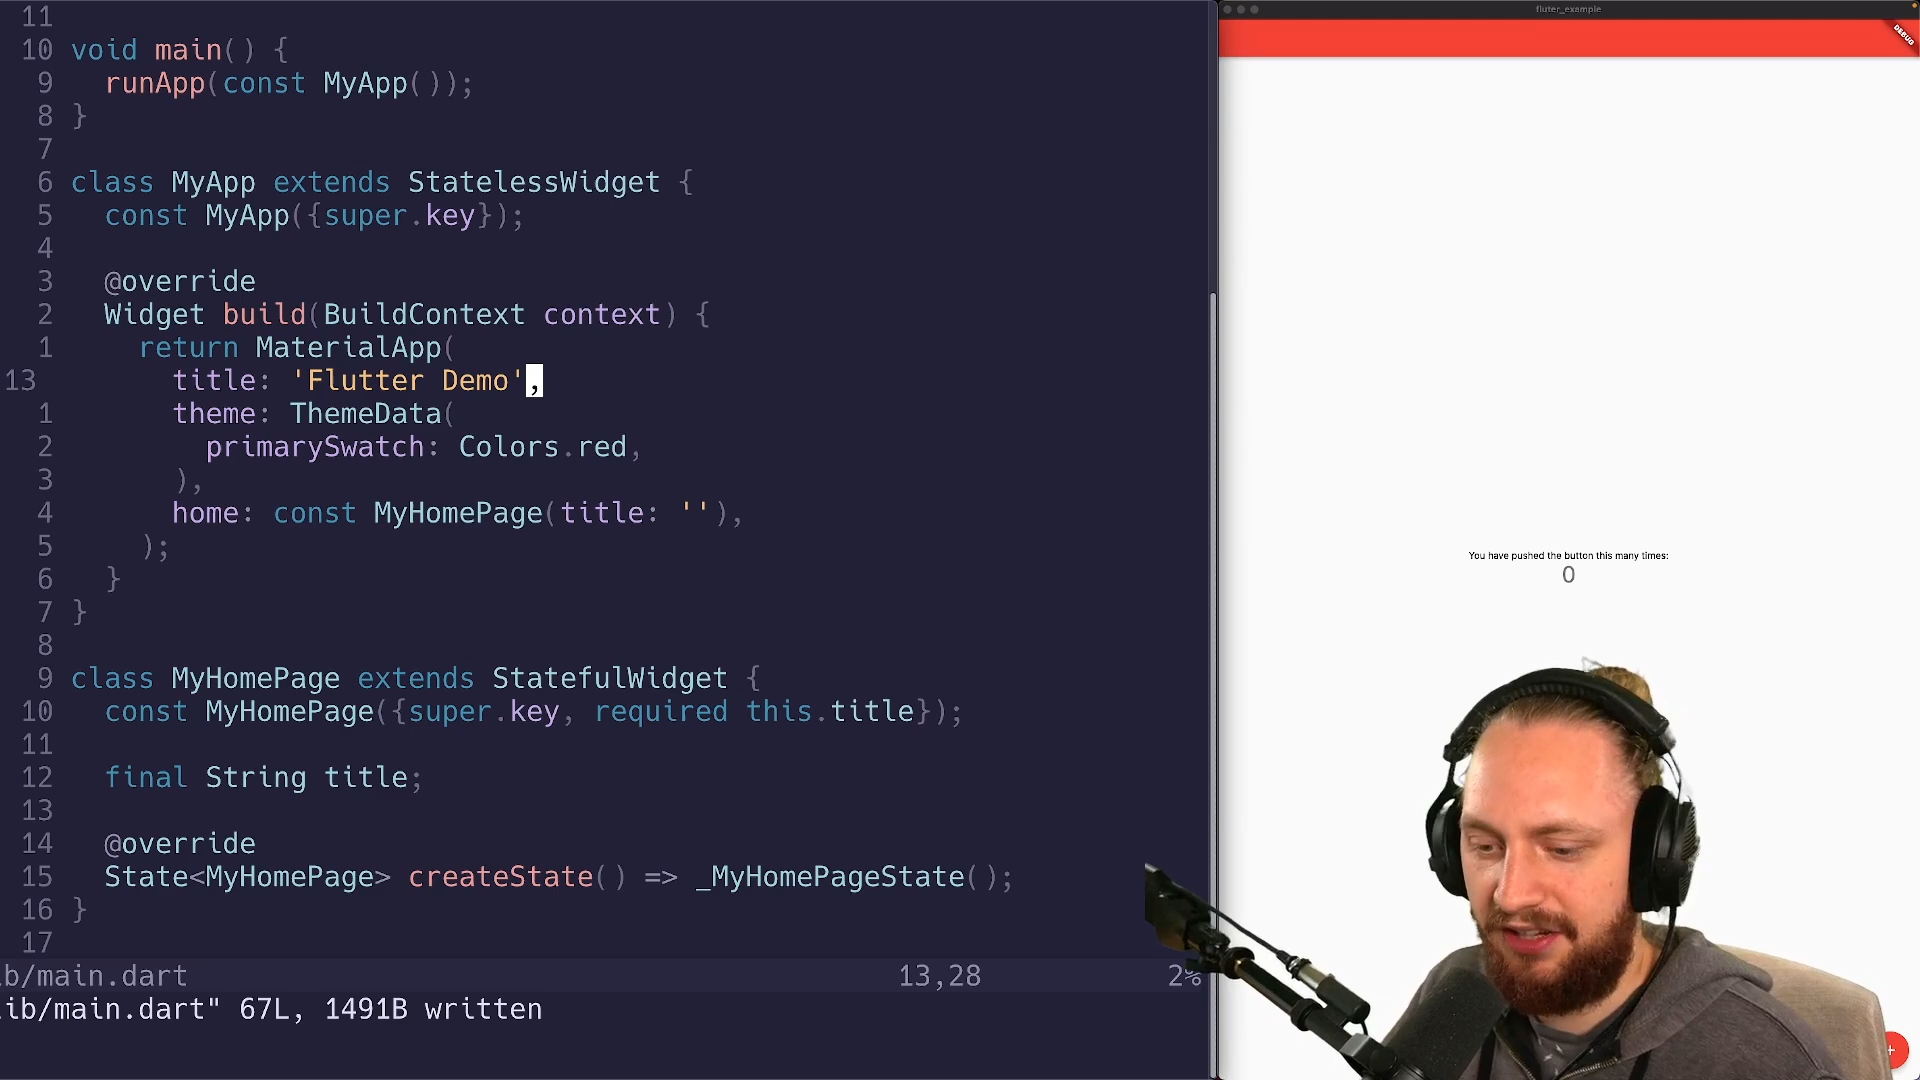 11
10 void main() {
9 runApp(const MyApp());
8 }
7
6 class MyApp extends StatelessWidget {
5 const MyApp({super.key});
4
3 @override
2 Widget build(BuildContext context) {
1 return MaterialApp(
13 title: 'Flutter Demo',
1 theme: ThemeData(
2 primarySwatch: Colors.red,
3 ),
4 home: const MyHomePage(title: ''),
5 );
6 }
7 }
8
9 class MyHomePage extends StatefulWidget {
10 const MyHomePage({super.key, required this.title});
11
12 final String title;
13
14 @override
15 State<MyHomePage> createState() => _MyHomePageState();
16 }
17
ib/main.dart 13,28 2%
lib/main.dart" 67L, 1491B written
fluter_example
DEBUG
You have pushed the button this many times:
0
+